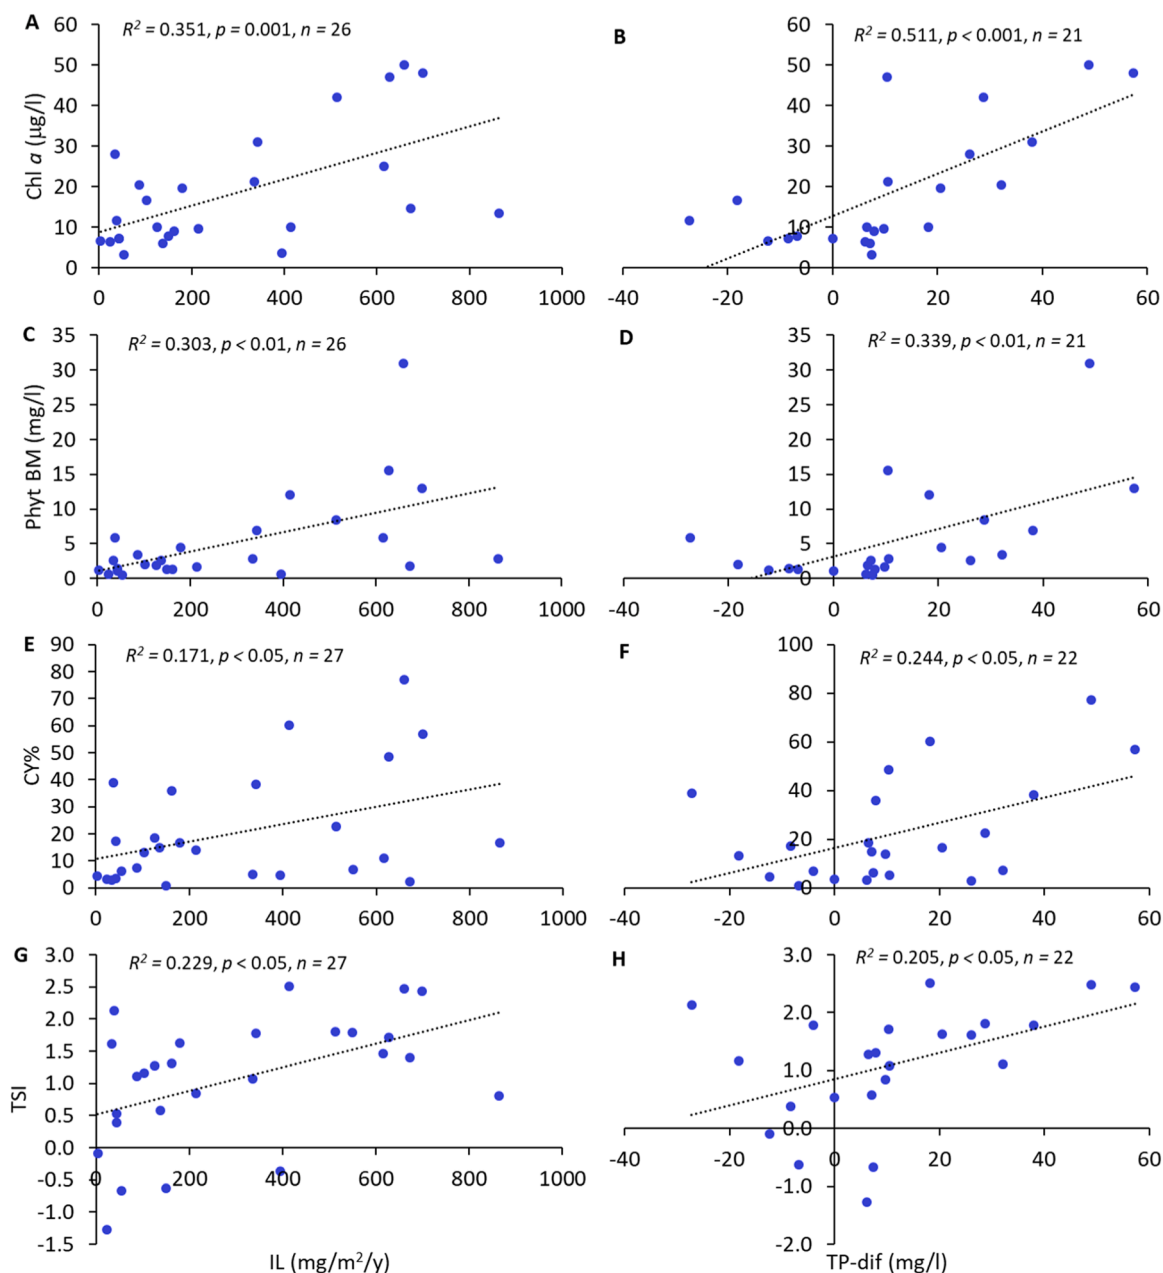 A
R² = 0.351, p = 0.001, n = 26
60
50
40
30
20
10
0
Chl a (µg/l)
0 200 400 600 800 1000
B
R² = 0.511, p < 0.001, n = 21
60
50
40
30
20
10
0
-40 -20 0 20 40 60
C
R² = 0.303, p < 0.01, n = 26
35
30
25
20
15
10
5
0
Phyt BM (mg/l)
0 200 400 600 800 1000
D
R² = 0.339, p < 0.01, n = 21
35
30
25
20
15
10
5
0
-40 -20 0 20 40 60
E
R² = 0.171, p < 0.05, n = 27
90
80
70
60
50
40
30
20
10
0
CY%
0 200 400 600 800 1000
F
R² = 0.244, p < 0.05, n = 22
100
80
60
40
20
0
-40 -20 0 20 40 60
G
R² = 0.229, p < 0.05, n = 27
3.0
2.5
2.0
1.5
1.0
0.5
0.0
-0.5
-1.0
-1.5
TSI
0 200 400 600 800 1000
IL (mg/m²/y)
H
R² = 0.205, p < 0.05, n = 22
3.0
2.0
1.0
0.0
-1.0
-2.0
-40 -20 0 20 40 60
TP-dif (mg/l)